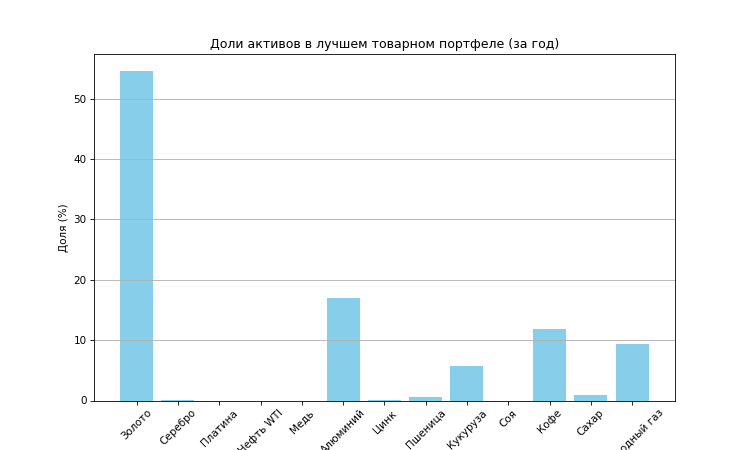 Доли активов в лучшем товарном портфеле (за год)
Доля (%)
50
40
30
20
10
0
Золото
Серебро
Платина
Нефть WTI
Медь
Алюминий
Цинк
Пшеница
Кукуруза
Соя
Кофе
Сахар
газ